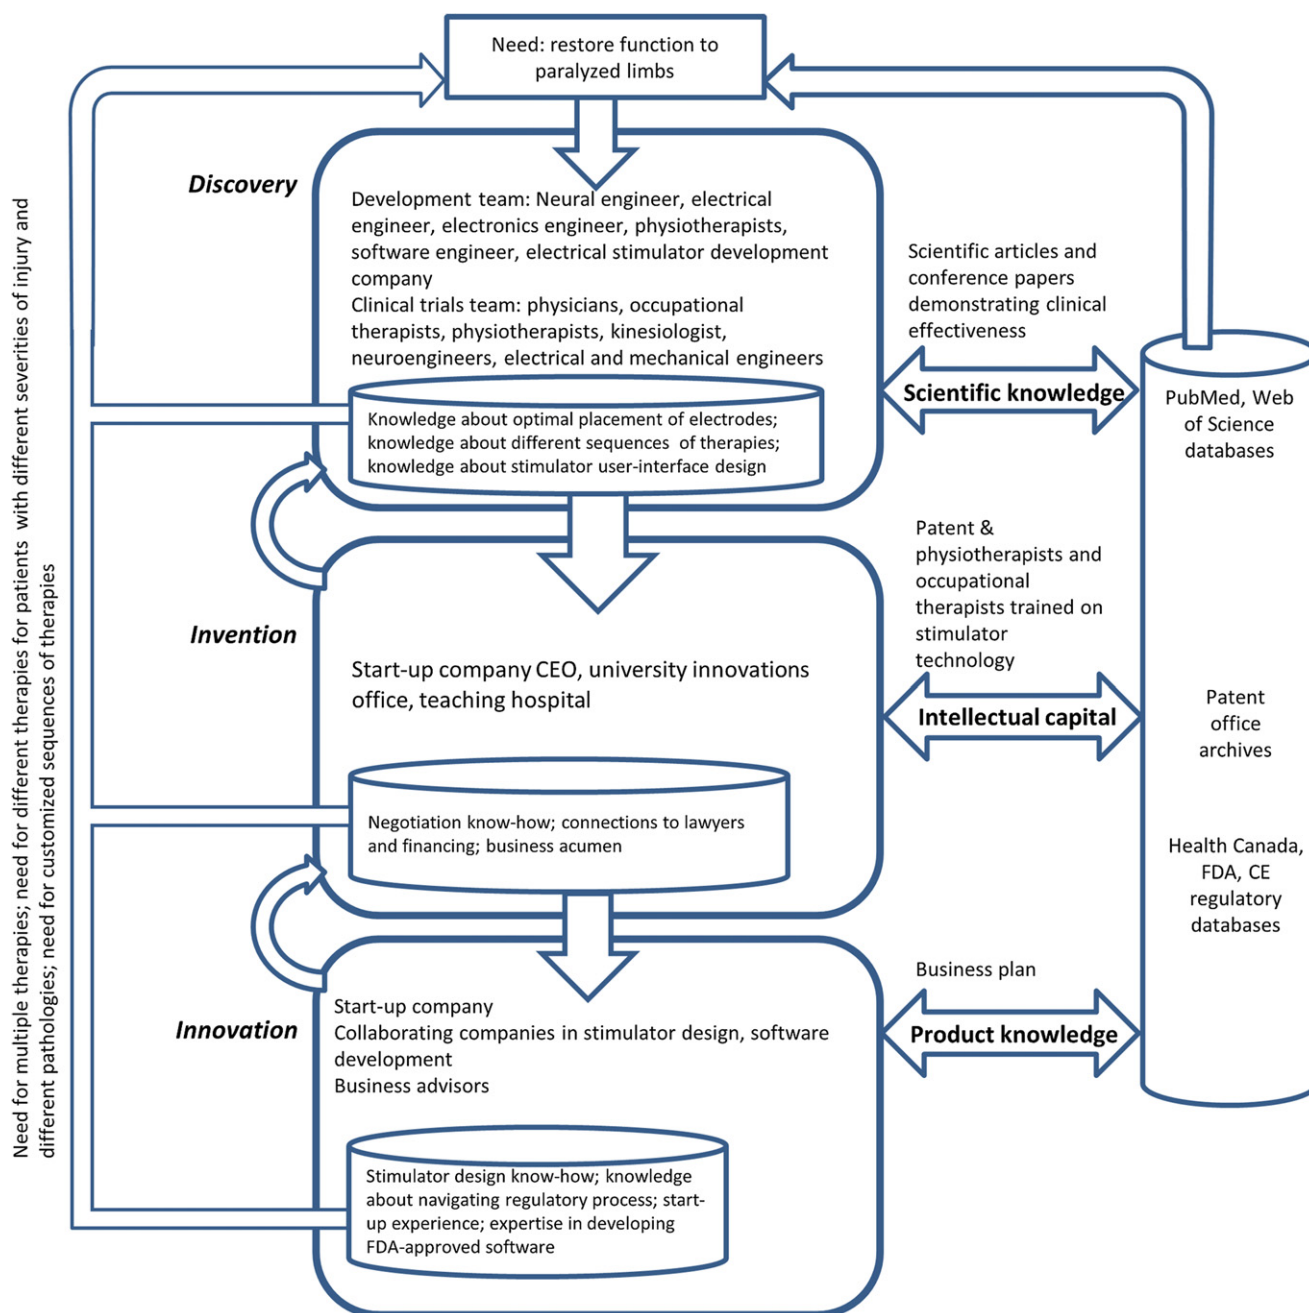 Need: restore function to
paralyzed limbs
Discovery
Development team: Neural engineer, electrical
engineer, electronics engineer, physiotherapists,
software engineer, electrical stimulator development
company
Clinical trials team: physicians, occupational
therapists, physiotherapists, kinesiologist,
neuroengineers, electrical and mechanical engineers
Knowledge about optimal placement of electrodes;
knowledge about different sequences of therapies;
knowledge about stimulator user-interface design
Scientific articles and
conference papers
demonstrating clinical
effectiveness
Scientific knowledge
PubMed, Web
of Science
databases
Invention
Start-up company CEO, university innovations
office, teaching hospital
Negotiation know-how; connections to lawyers
and financing; business acumen
Patent &
physiotherapists and
occupational
therapists trained on
stimulator
technology
Intellectual capital
Patent
office
archives
Health Canada,
FDA, CE
regulatory
databases
Innovation
Start-up company
Collaborating companies in stimulator design, software
development
Business advisors
Stimulator design know-how; knowledge
about navigating regulatory process; start-
up experience; expertise in developing
FDA-approved software
Business plan
Product knowledge
Need for multiple therapies; need for different therapies for patients with different severities of injury and
different pathologies; need for customized sequences of therapies